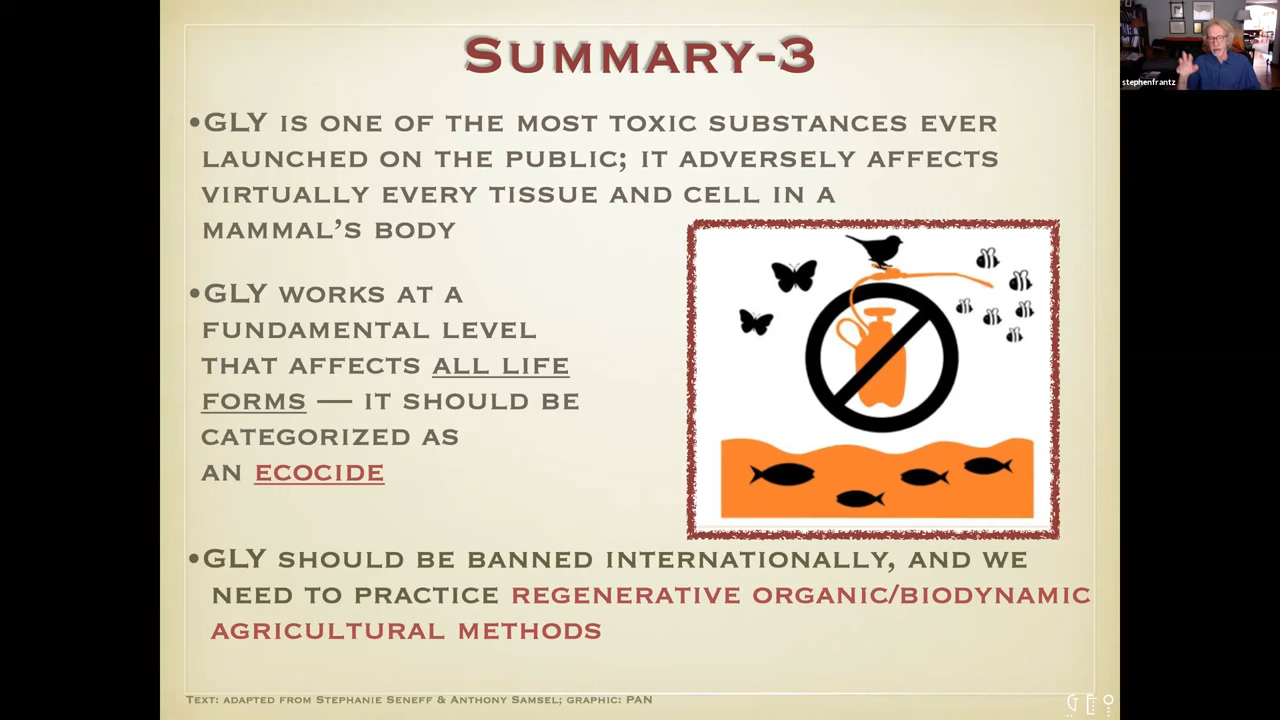 SUMMARY-3
stephenfrantz
•GLY IS ONE OF THE MOST TOXIC SUBSTANCES EVER
LAUNCHED ON THE PUBLIC; IT ADVERSELY AFFECTS
VIRTUALLY EVERY TISSUE AND CELL IN A
MAMMAL'S BODY
•GLY WORKS AT A
FUNDAMENTAL LEVEL
THAT AFFECTS ALL LIFE
FORMS — IT SHOULD BE
CATEGORIZED AS
AN ECOCIDE
•GLY SHOULD BE BANNED INTERNATIONALLY, AND WE
NEED TO PRACTICE REGENERATIVE ORGANIC/BIODYNAMIC
AGRICULTURAL METHODS
TEXT: ADAPTED FROM STEPHANIE SENEFF & ANTHONY SAMSEL; GRAPHIC: PAN
GEO